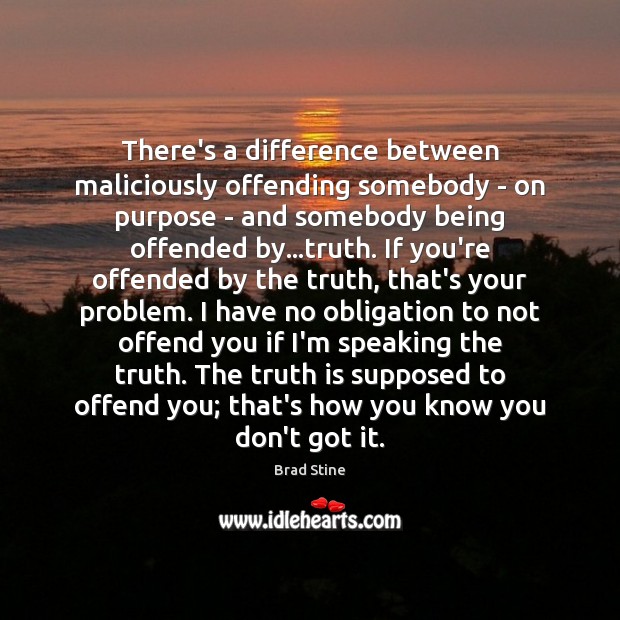 There's a difference between
maliciously offending somebody - on
purpose - and somebody being
offended by...truth. If you're
offended by the truth, that's your
problem. I have no obligation to not
offend you if I'm speaking the
truth. The truth is supposed to
offend you; that's how you know you
don't got it.
Brad Stine
www.idlehearts.com